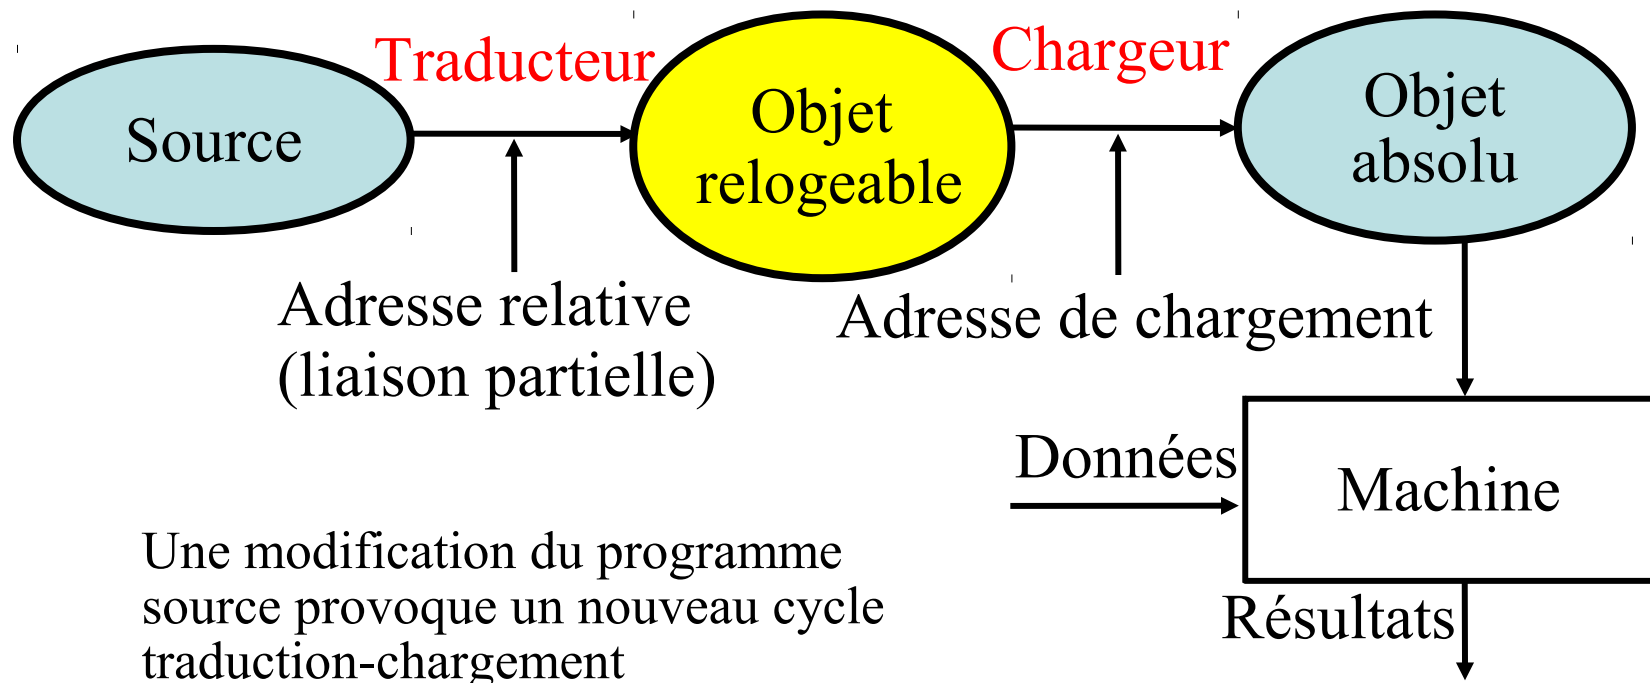 Traducteur
Chargeur
Source
Objet
relogeable
Objet
absolu
Adresse relative
(liaison partielle)
Adresse de chargement
Données
Machine
Une modification du programme
source provoque un nouveau cycle
traduction-chargement
Résultats